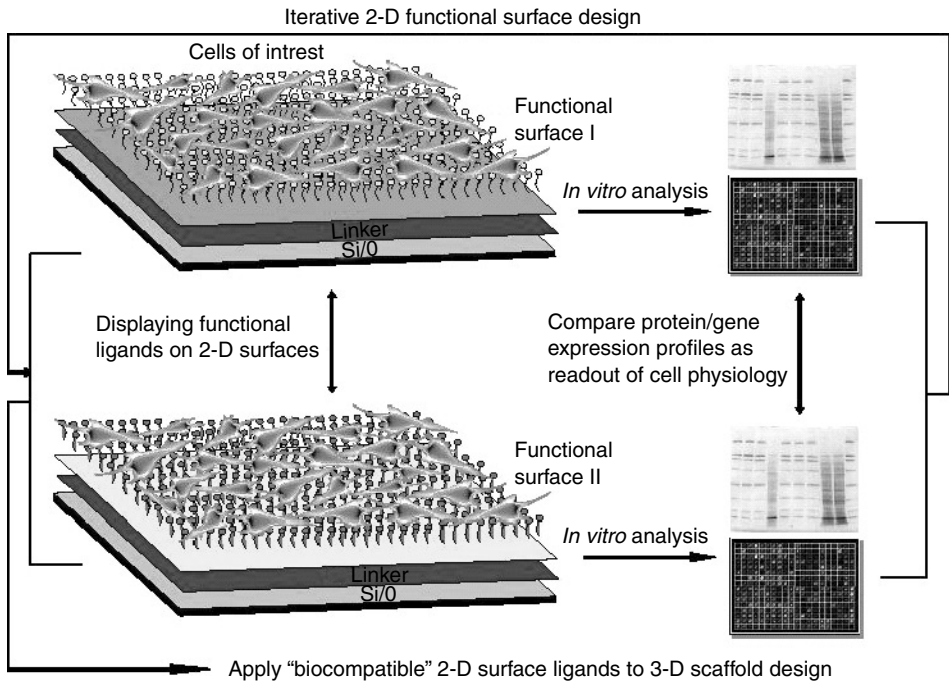 Iterative 2-D functional surface design
Cells of intrest
Functional
surface I
In vitro analysis
Linker
Si/0
Displaying functional
ligands on 2-D surfaces
Compare protein/gene
expression profiles as
readout of cell physiology
Functional
surface II
In vitro analysis
Linker
Si/0
Apply “biocompatible” 2-D surface ligands to 3-D scaffold design